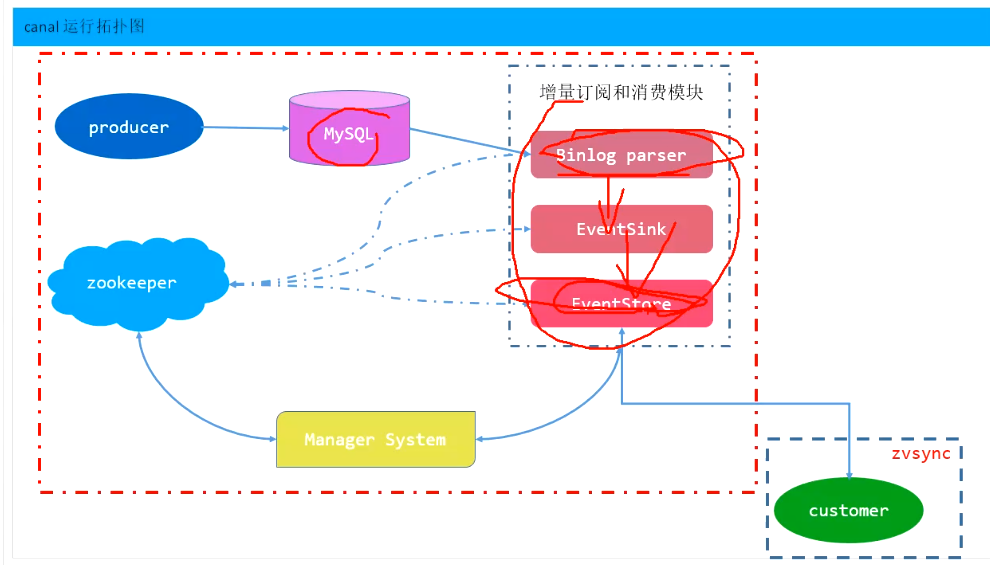 canal 运行拓扑图
增量订阅和消费模块
producer
MySQL
Binlog parser
EventSink
zookeeper
EventStore
Manager System
zvsync
customer